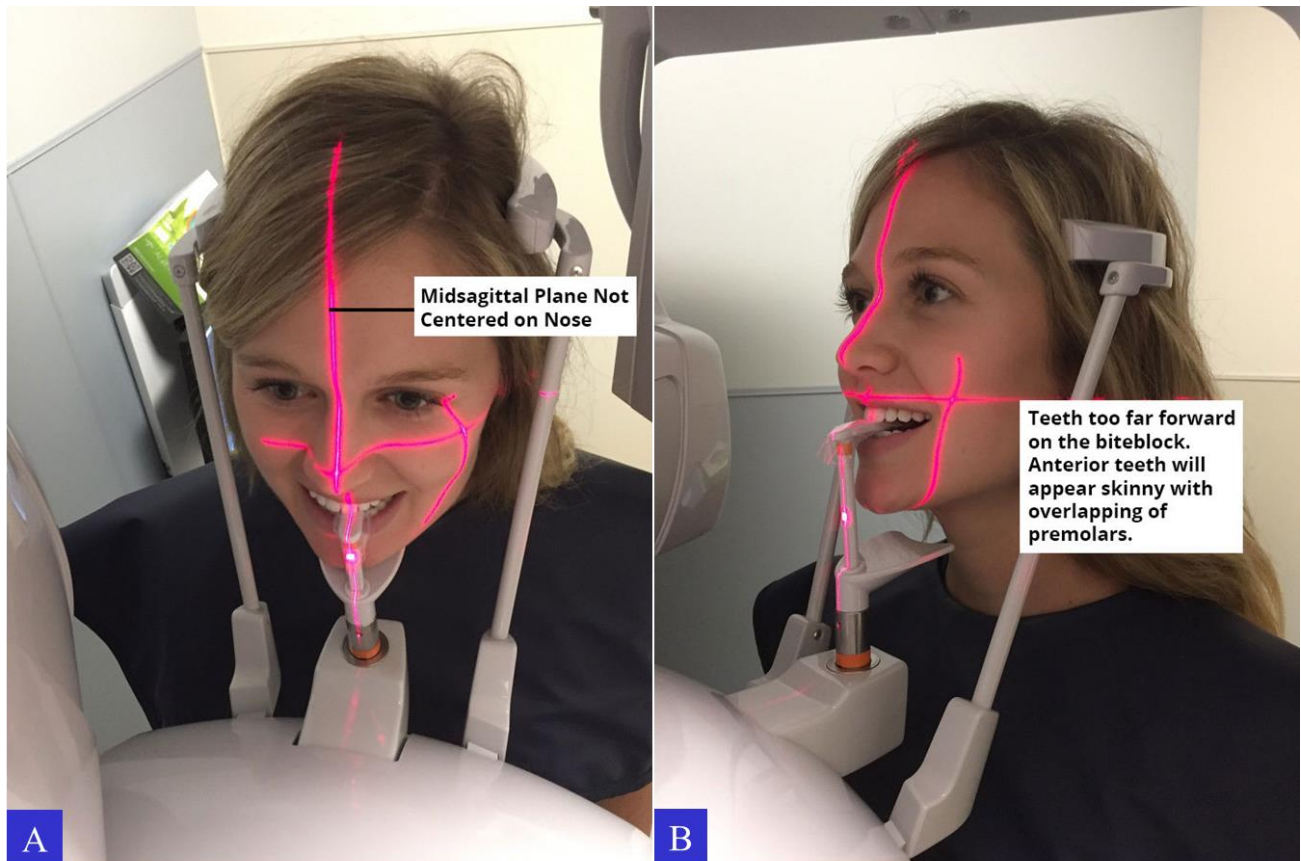 Midsagittal Plane Not
Centered on Nose
Teeth too far forward
on the biteblock.
Anterior teeth will
appear skinny with
overlapping of
premolars.
A
B